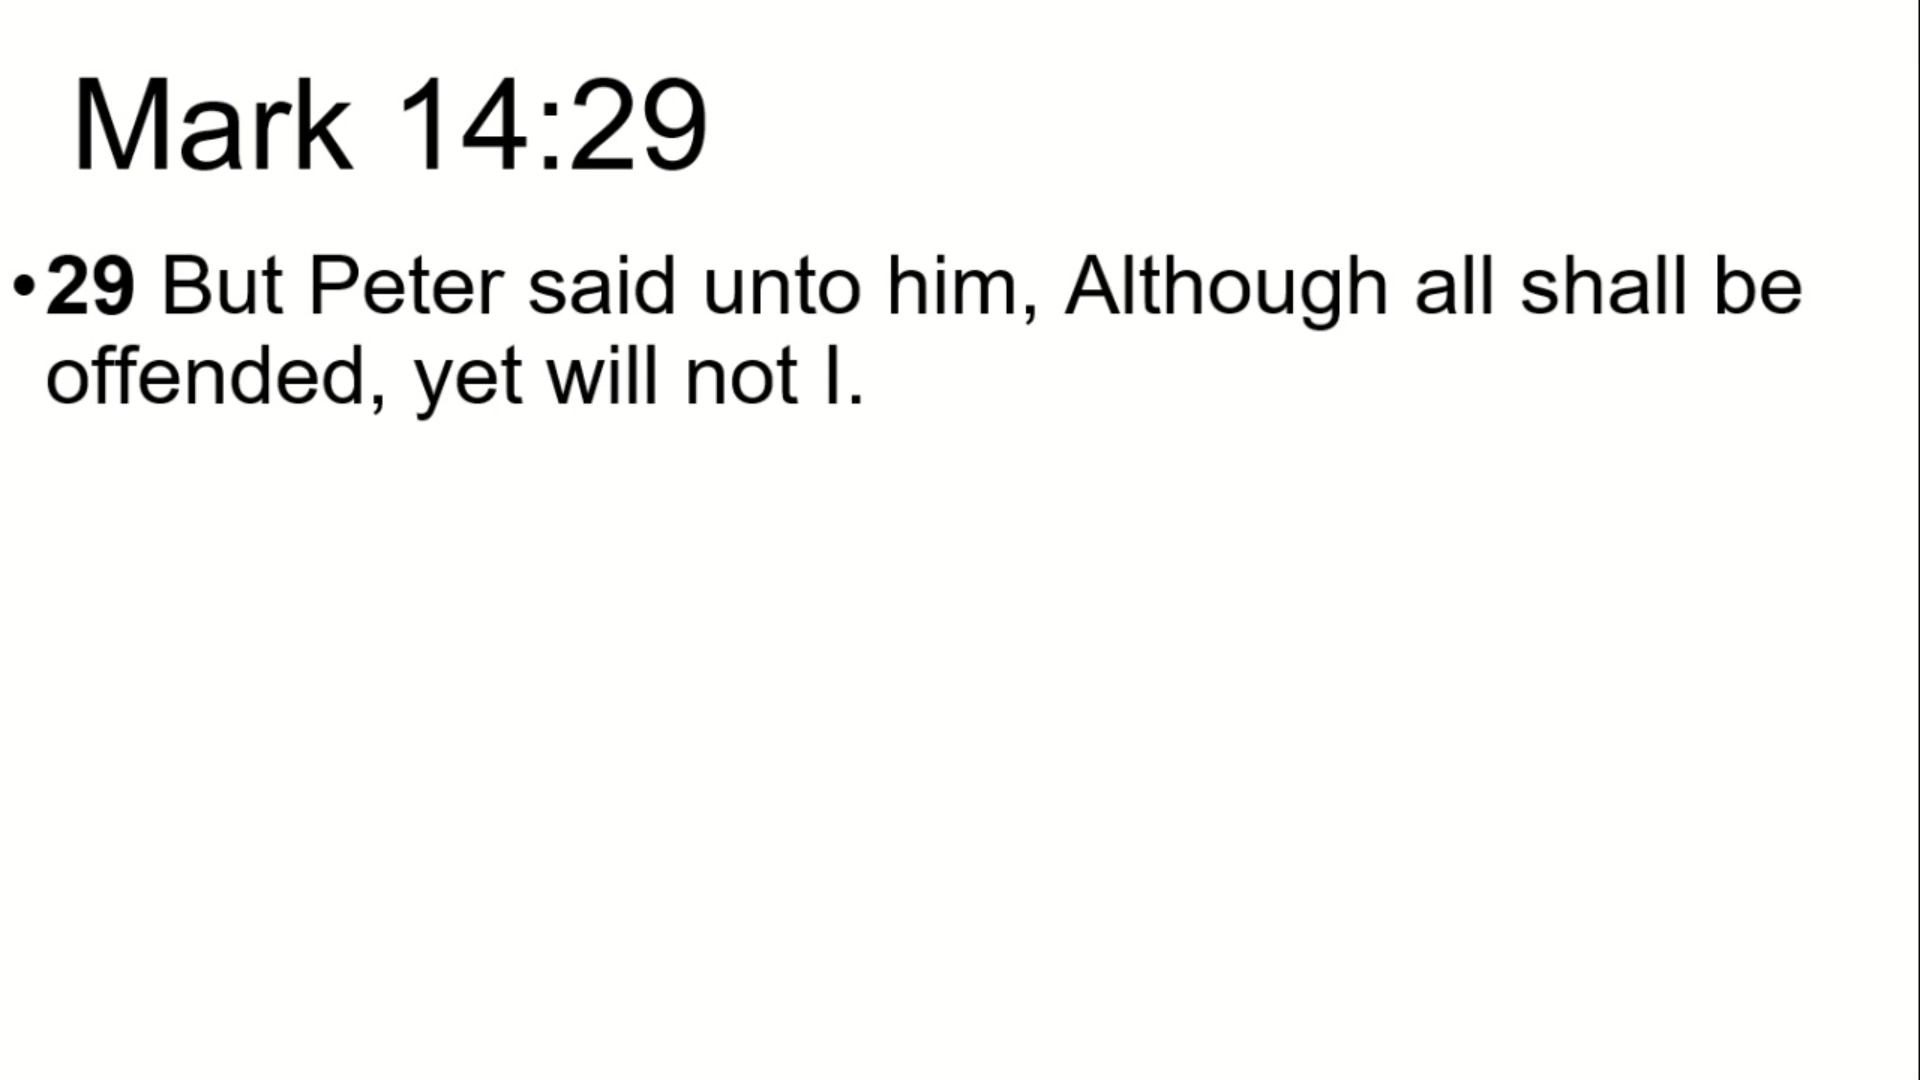 Mark 14:29
•29 But Peter said unto him, Although all shall be
offended, yet will not I.